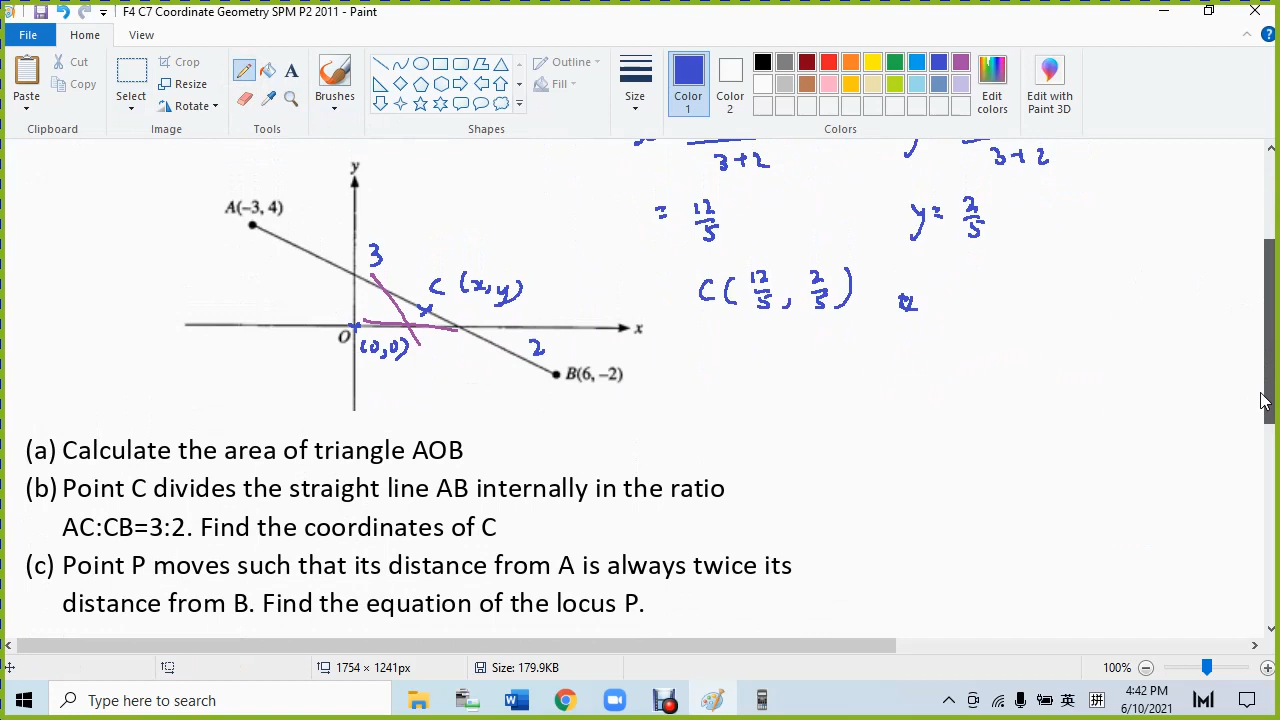 F4 C7 Coordinate Geometry SPM P2 2011 - Paint
File Home View
Paste Cut Copy Clipboard
Select Crop Resize Rotate Image
Tools
Brushes
Outline Fill Shapes
Size
Color 1 Color 2 Edit colors Colors
Edit with Paint 3D
3+2 3+2
y
A(–3, 4)
= 12/5 y = 2/5
3
C (x,y)
C ( 12/5 , 2/5 )
O x
(0,0) 2
B(6, –2)
(a) Calculate the area of triangle AOB
(b) Point C divides the straight line AB internally in the ratio
AC:CB=3:2. Find the coordinates of C
(c) Point P moves such that its distance from A is always twice its
distance from B. Find the equation of the locus P.
1754 × 1241px Size: 179.9KB 100%
Type here to search 英 拼 4:42 PM
6/10/2021